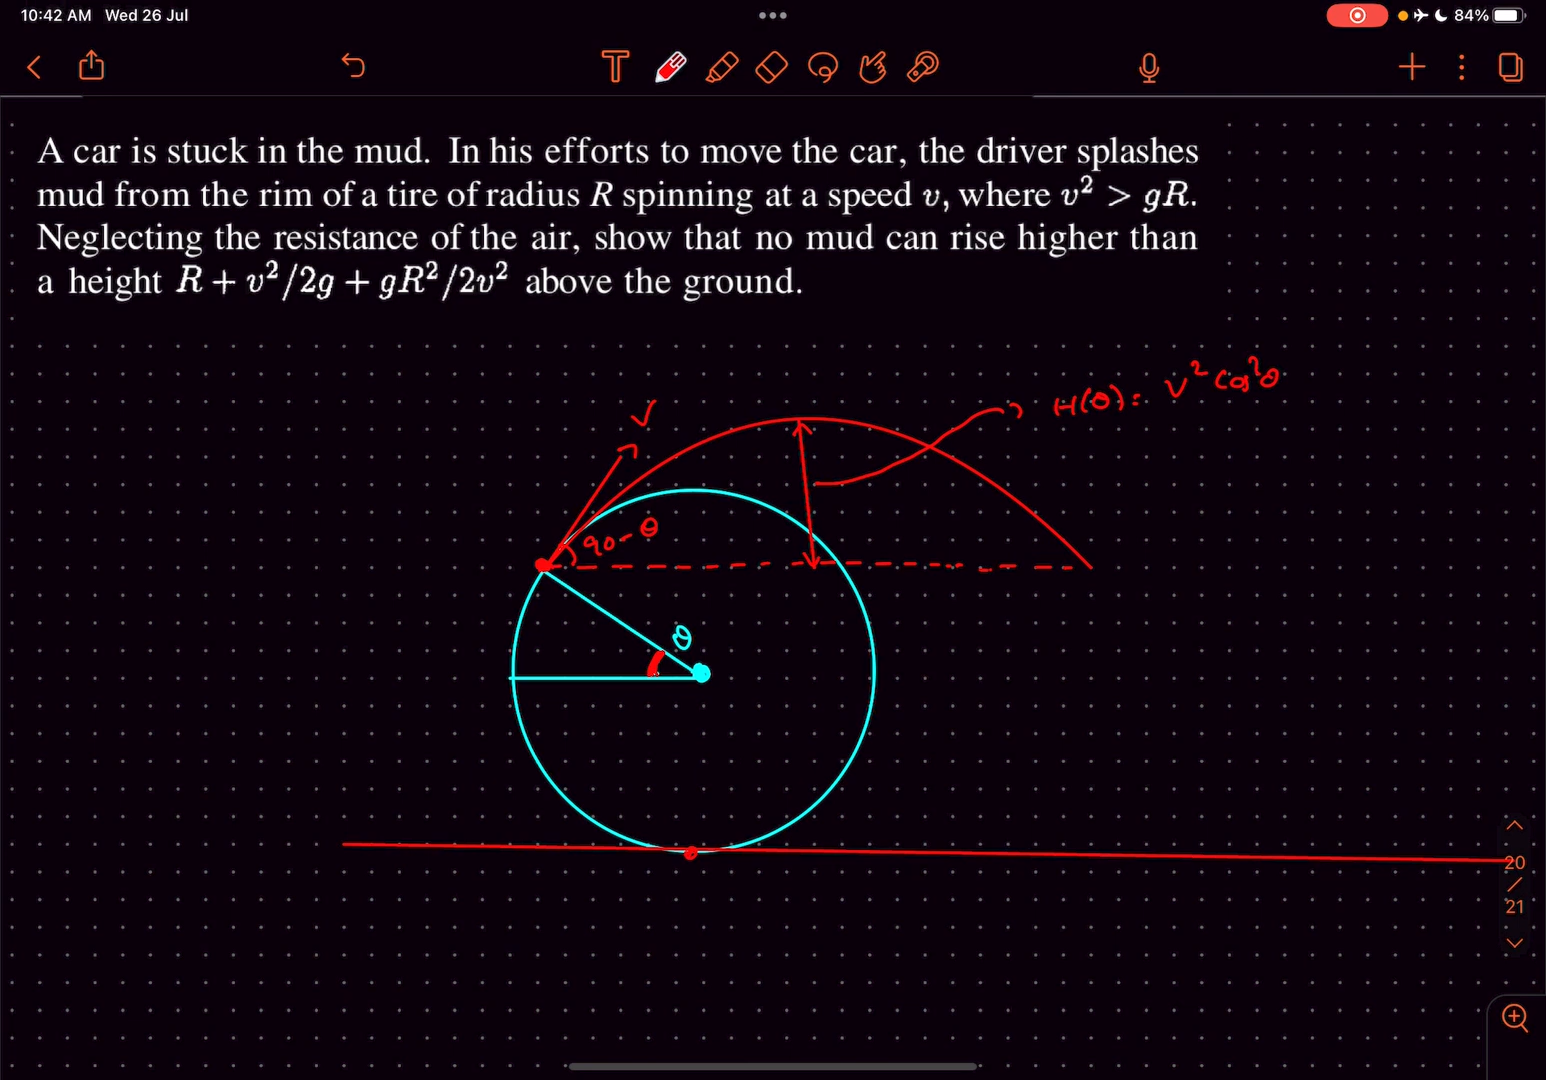 10:42 AM Wed 26 Jul
84%
A car is stuck in the mud. In his efforts to move the car, the driver splashes
mud from the rim of a tire of radius R spinning at a speed v, where v² > gR.
Neglecting the resistance of the air, show that no mud can rise higher than
a height R + v²/2g + gR²/2v² above the ground.
H(θ) = v² cos²θ
v
90-θ
θ
20
/
21